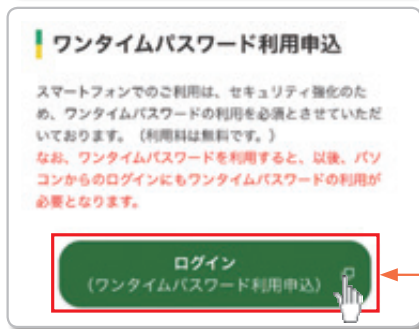 ワンタイムパスワード利用申込
スマートフォンでのご利用は、セキュリティ強化のた
め、ワンタイムパスワードの利用を必須とさせていただ
いております。（利用料は無料です。）
なお、ワンタイムパスワードを利用すると、以後、パソ
コンからのログインにもワンタイムパスワードの利用が
必要となります。
ログイン
（ワンタイムパスワード利用申込）